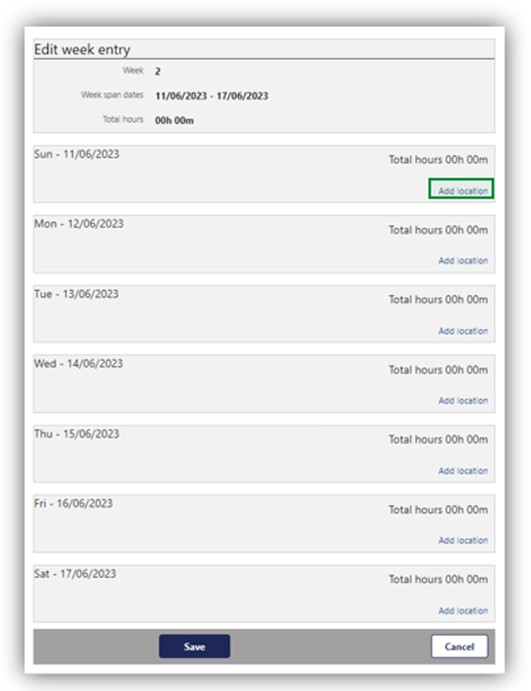 Edit week entry
Week 2
Week span dates 11/06/2023 - 17/06/2023
Total hours 00h 00m
Sun - 11/06/2023
Total hours 00h 00m
Add location
Mon - 12/06/2023
Total hours 00h 00m
Add location
Tue - 13/06/2023
Total hours 00h 00m
Add location
Wed - 14/06/2023
Total hours 00h 00m
Add location
Thu - 15/06/2023
Total hours 00h 00m
Add location
Fri - 16/06/2023
Total hours 00h 00m
Add location
Sat - 17/06/2023
Total hours 00h 00m
Add location
Save Cancel